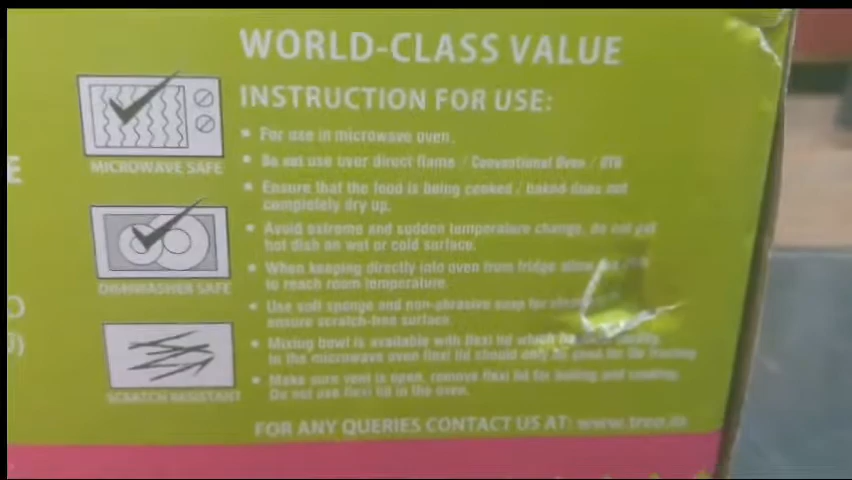 WORLD-CLASS VALUE
INSTRUCTION FOR USE:
MICROWAVE SAFE
DISHWASHER SAFE
SCRATCH RESISTANT
• For use in microwave oven.
• Do not use over direct flame / Conventional Oven / OTG
• Ensure that the food is being cooked / baked does not
completely dry up.
• Avoid extreme and sudden temperature change, do not put
hot dish on wet or cold surface.
• When keeping directly into oven from fridge
to reach room temperature.
• Use soft sponge and non-abrasive soap for
ensure scratch-free surface.
• Mixing bowl is available with flexi lid which
in the microwave oven flexi lid should only be used for
• Make sure vent is open, remove flexi lid for
Do not use flexi lid in the oven.
FOR ANY QUERIES CONTACT US AT: www.treo.in